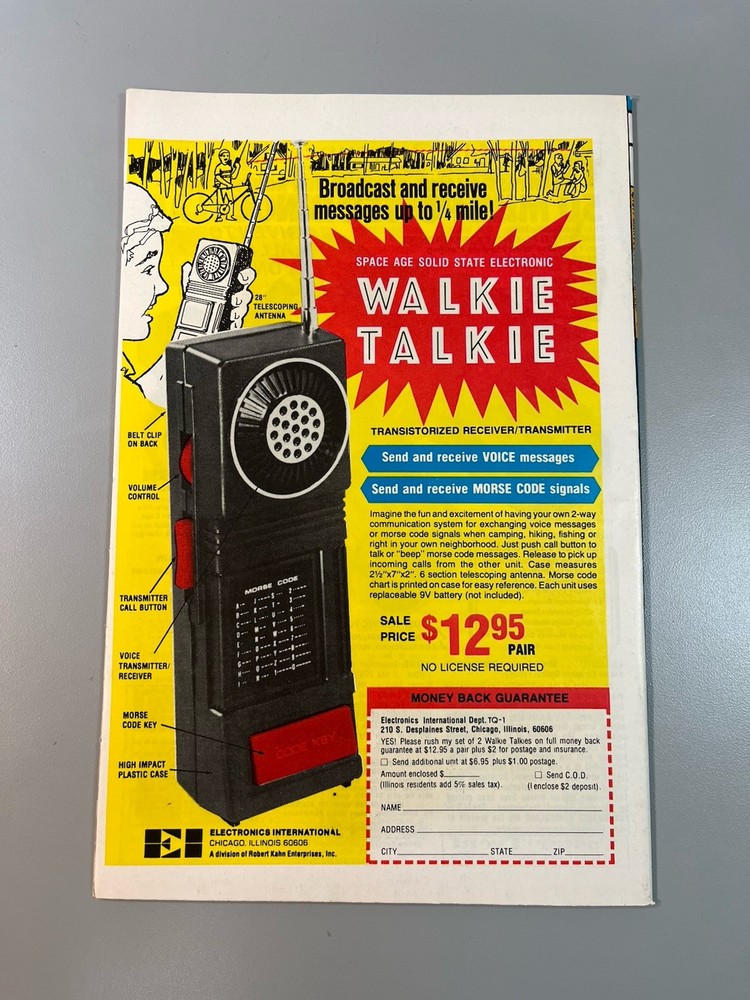 Broadcast and receive
messages up to 1/4 mile!
SPACE AGE SOLID STATE ELECTRONIC
WALKIE
TALKIE
28"
TELESCOPING
ANTENNA
BELT CLIP
ON BACK
VOLUME
CONTROL
TRANSMITTER
CALL BUTTON
VOICE
TRANSMITTER/
RECEIVER
MORSE
CODE KEY
HIGH IMPACT
PLASTIC CASE
MORSE CODE
KEY
TRANSISTORIZED RECEIVER/TRANSMITTER
Send and receive VOICE messages
Send and receive MORSE CODE signals
Imagine the fun and excitement of having your own 2-way
communication system for exchanging voice messages
or morse code signals when camping, hiking, fishing or
right in your own neighborhood. Just push call button to
talk or "beep" morse code messages. Release to pick up
incoming calls from the other unit. Case measures
2½"x7"x2". 6 section telescoping antenna. Morse code
chart is printed on case for easy reference. Each unit uses
replaceable 9V battery (not included).
SALE
PRICE $12.95
PAIR
NO LICENSE REQUIRED
MONEY BACK GUARANTEE
Electronics International Dept. TQ-1
210 S. Desplaines Street, Chicago, Illinois, 60606
YES! Please rush my set of 2 Walkie Talkies on full money back
guarantee at $12.95 a pair plus $2 for postage and insurance.
☐ Send additional unit at $6.95 plus $1.00 postage.
Amount enclosed $______ ☐ Send C.O.D.
(Illinois residents add 5% sales tax). (I enclose $2 deposit).
NAME
ADDRESS
CITY STATE ZIP
EI
ELECTRONICS INTERNATIONAL
CHICAGO, ILLINOIS 60606
A division of Robert Kahn Enterprises, Inc.